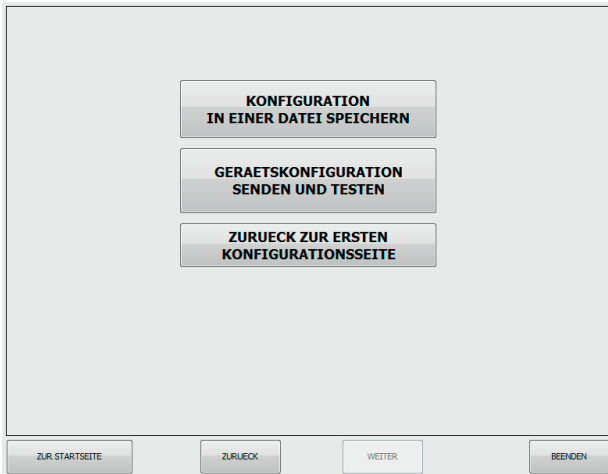 KONFIGURATION
IN EINER DATEI SPEICHERN
GERAETSKONFIGURATION
SENDEN UND TESTEN
ZURUECK ZUR ERSTEN
KONFIGURATIONSSEITE
ZUR STARTSEITE
ZURUECK
WEITER
BEENDEN